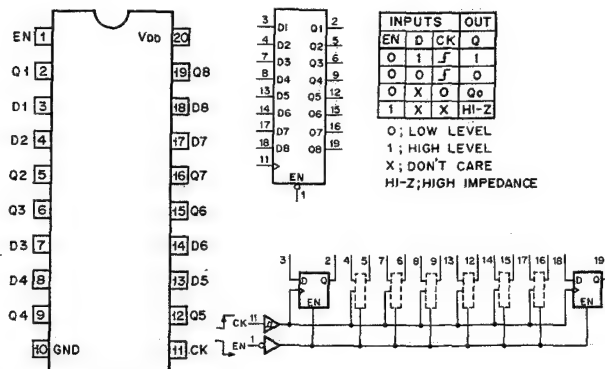 EN 1
VDD 20
Q1 2
19 Q8
D1 3
18 D8
D2 4
17 D7
Q2 5
16 Q7
Q3 6
15 Q6
D3 7
14 D6
D4 8
13 D5
Q4 9
12 Q5
10 GND
11 CK
3 D1 Q1 2
4 D2 Q2 5
7 D3 Q3 6
8 D4 Q4 9
13 D5 Q5 12
14 D6 Q6 15
17 D7 Q7 16
18 D8 Q8 19
11
EN
1
INPUTS OUT
EN D CK Q
0 1 1
0 0 0
0 X 0 Qo
1 X X HI-Z
0; LOW LEVEL
1; HIGH LEVEL
X; DON'T CARE
HI-Z; HIGH IMPEDANCE
3 2 4 5 7 6 8 9 13 12 14 15 17 16 18 19
D Q
EN
D Q
EN
CK 11
EN 1